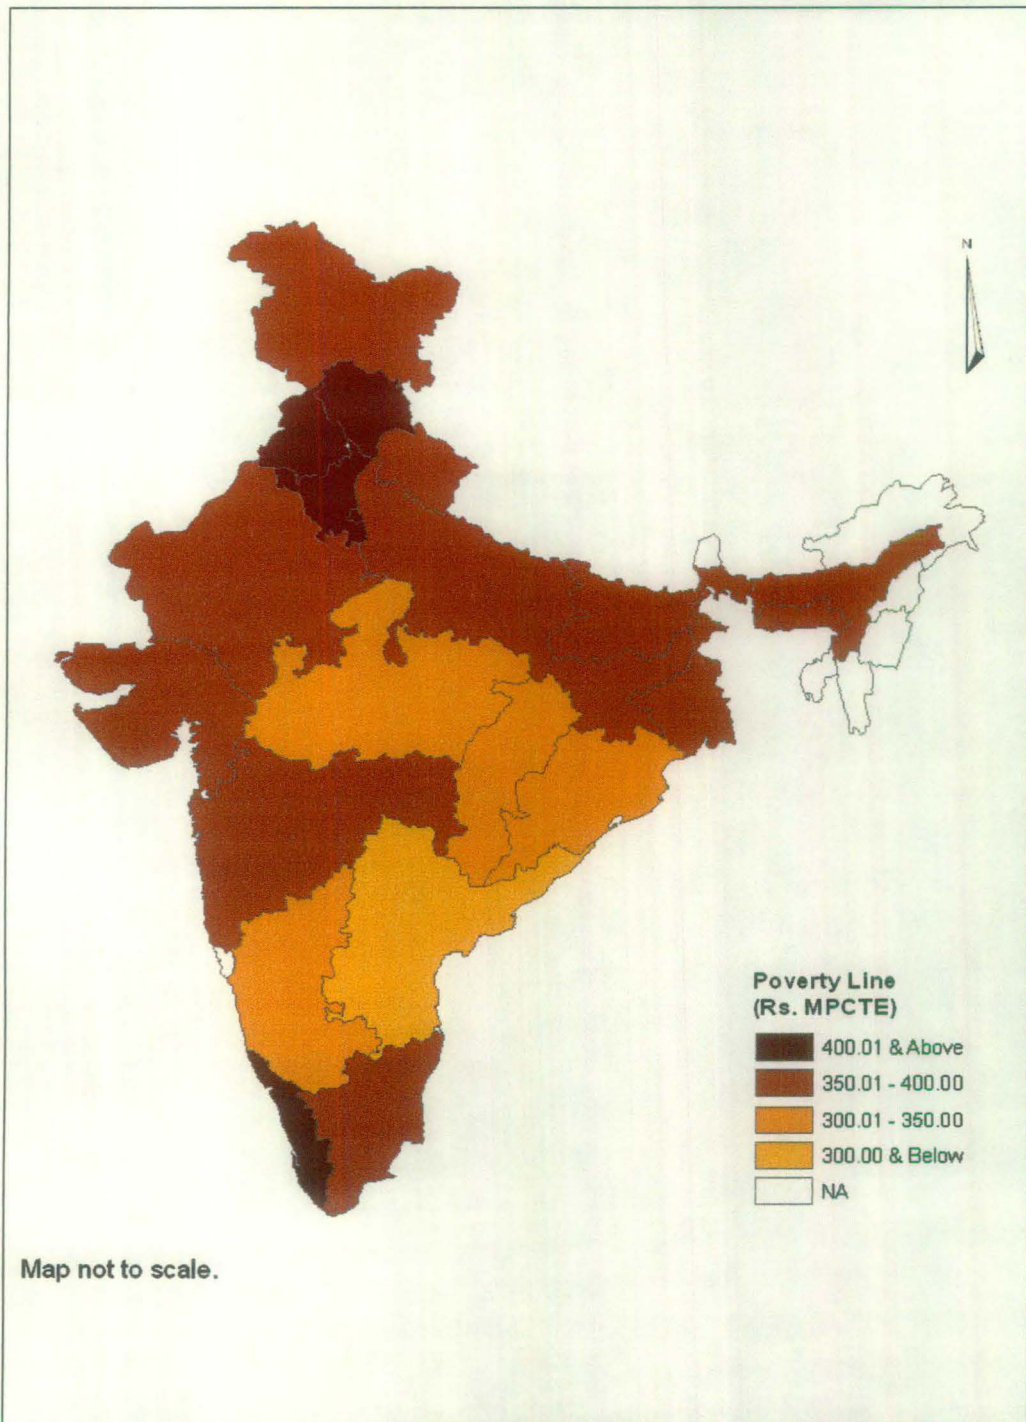 N
Poverty Line
(Rs. MPCTE)
400.01 & Above
350.01 - 400.00
300.01 - 350.00
300.00 & Below
NA
Map not to scale.